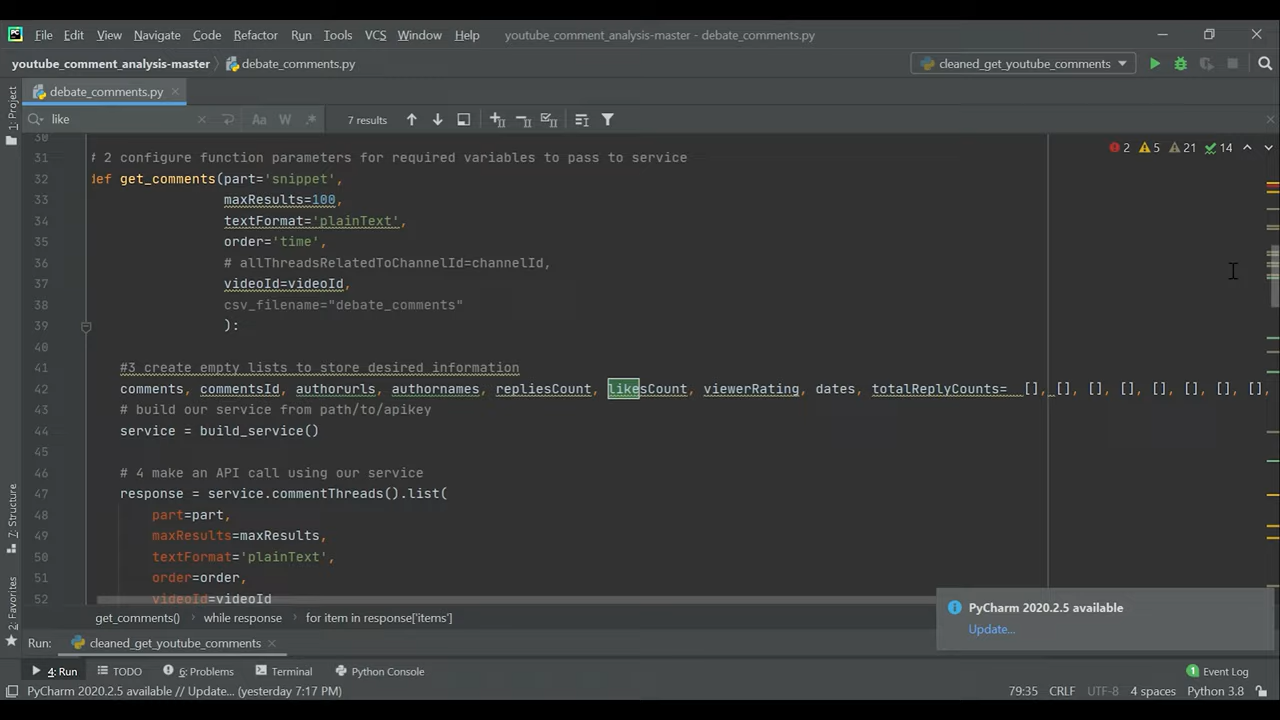 File Edit View Navigate Code Refactor Run Tools VCS Window Help youtube_comment_analysis-master - debate_comments.py
youtube_comment_analysis-master debate_comments.py cleaned_get_youtube_comments
debate_comments.py
like Aa W .* 7 results
1: Project
2 5 21 14
30
31 # 2 configure function parameters for required variables to pass to service
32 def get_comments(part='snippet',
33 maxResults=100,
34 textFormat='plainText',
35 order='time',
36 # allThreadsRelatedToChannelId=channelId,
37 videoId=videoId,
38 csv_filename="debate_comments"
39 ):
40
41 #3 create empty lists to store desired information
42 comments, commentsId, authorurls, authornames, repliesCount, likesCount, viewerRating, dates, totalReplyCounts= [], [], [], [], [], [], [], [],
43 # build our service from path/to/apikey
44 service = build_service()
45
46 # 4 make an API call using our service
47 response = service.commentThreads().list(
48 part=part,
49 maxResults=maxResults,
50 textFormat='plainText',
51 order=order,
52 videoId=videoId
7: Structure
2: Favorites
PyCharm 2020.2.5 available
Update...
get_comments() while response for item in response['items']
Run: cleaned_get_youtube_comments
4: Run TODO 6: Problems Terminal Python Console 1 Event Log
PyCharm 2020.2.5 available // Update... (yesterday 7:17 PM) 79:35 CRLF UTF-8 4 spaces Python 3.8